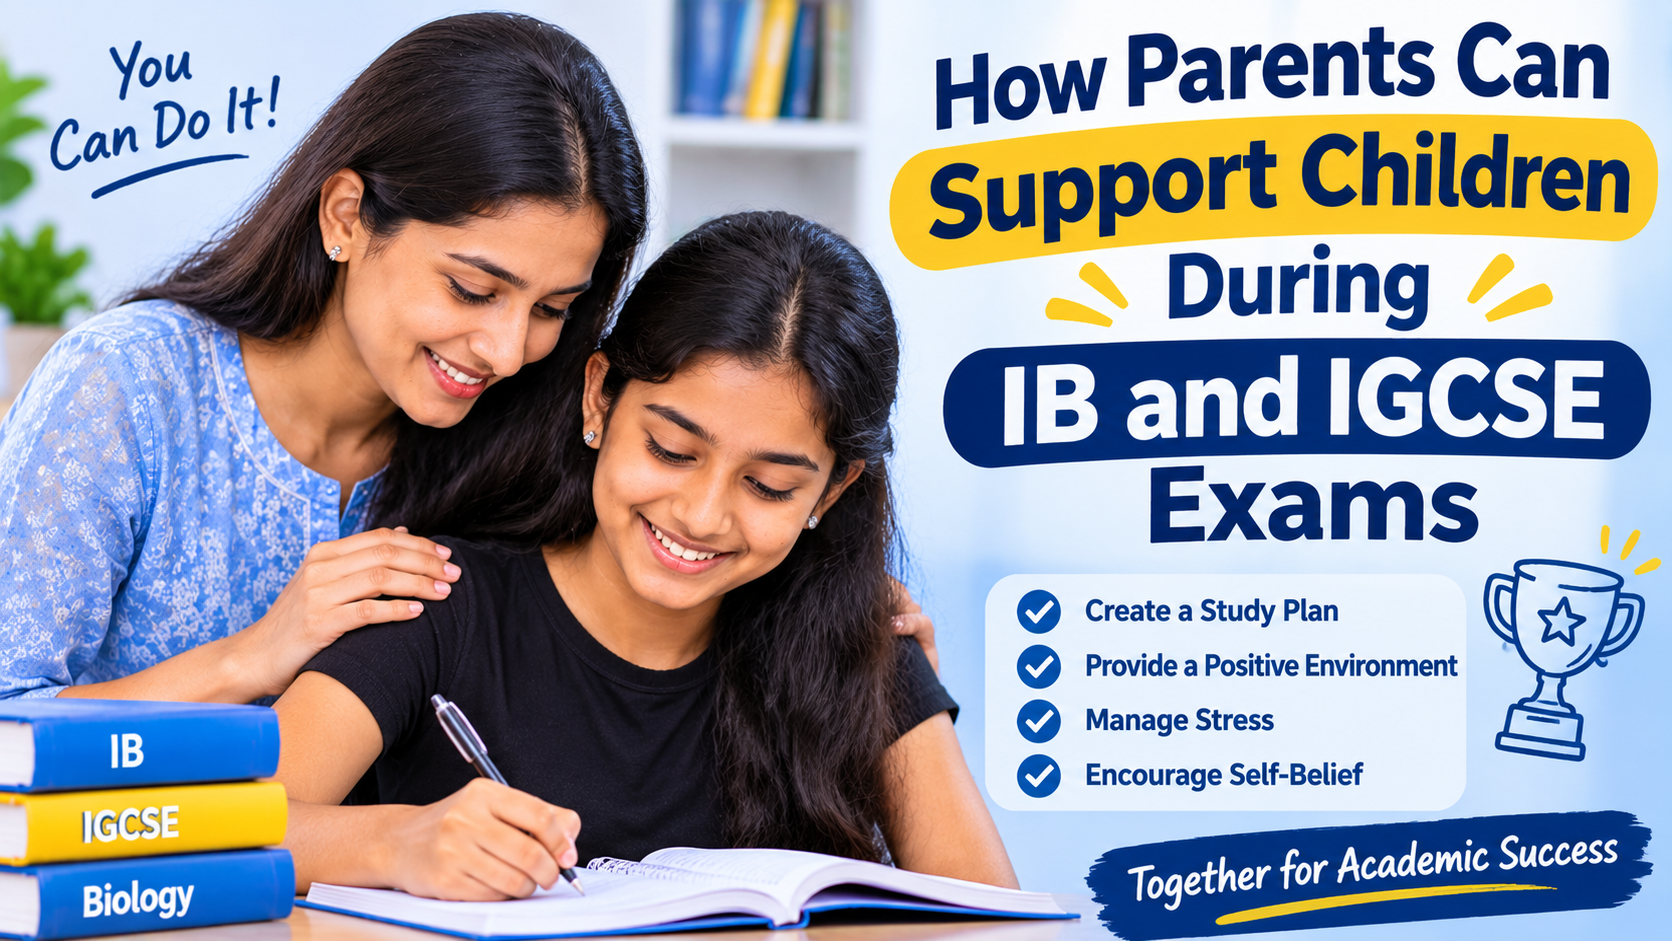 You
Can Do It!
How Parents Can
Support Children
During
IB and IGCSE
Exams
Create a Study Plan
Provide a Positive Environment
Manage Stress
Encourage Self-Belief
Together for Academic Success
IB
IGCSE
Biology